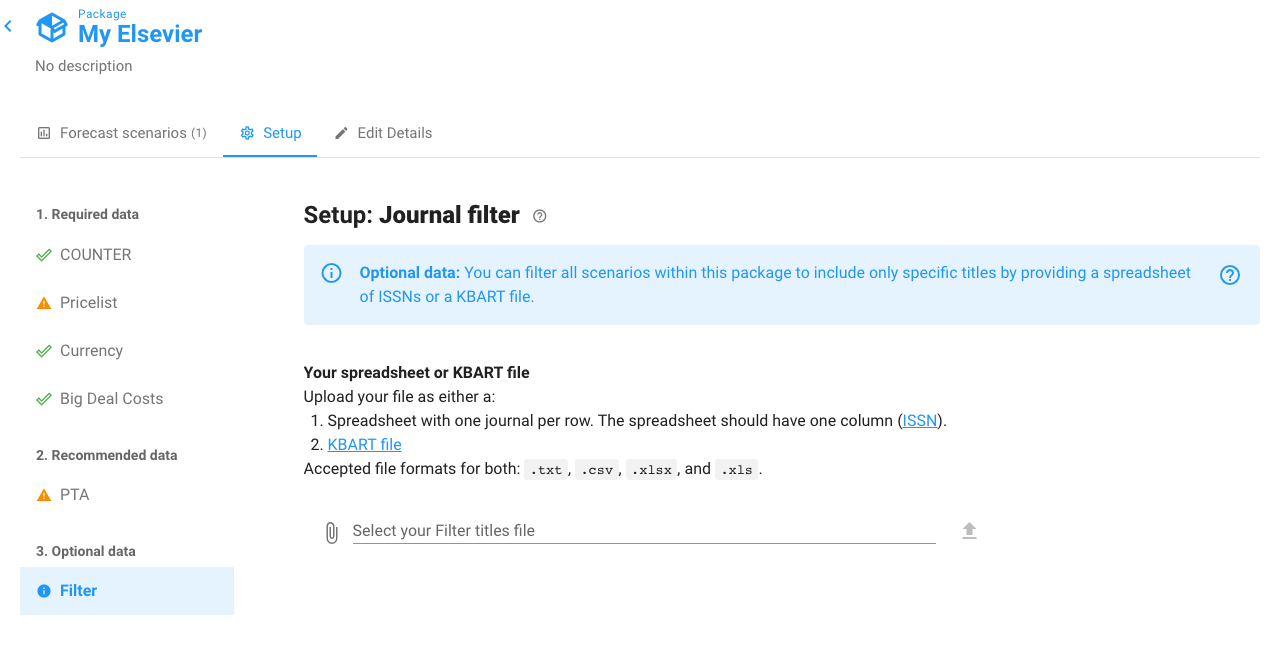 Package
My Elsevier
No description
Forecast scenarios (1)
Setup
Edit Details
1. Required data
COUNTER
Pricelist
Currency
Big Deal Costs
2. Recommended data
PTA
3. Optional data
Filter
Setup: Journal filter
Optional data: You can filter all scenarios within this package to include only specific titles by providing a spreadsheet
of ISSNs or a KBART file.
Your spreadsheet or KBART file
Upload your file as either a:
1. Spreadsheet with one journal per row. The spreadsheet should have one column (ISSN).
2. KBART file
Accepted file formats for both: .txt, .csv, .xlsx, and .xls.
Select your Filter titles file